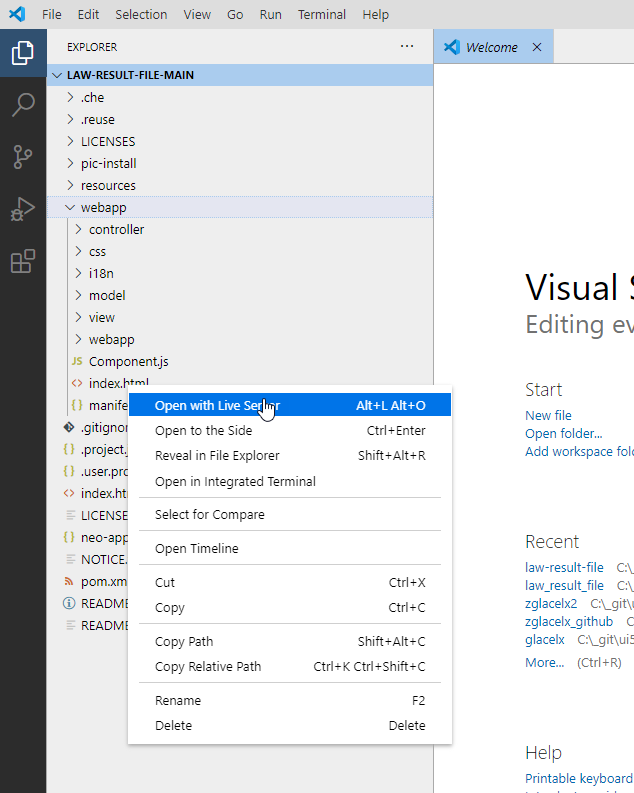 File Edit Selection View Go Run Terminal Help
EXPLORER ...
Welcome
LAW-RESULT-FILE-MAIN
.che
.reuse
LICENSES
pic-install
resources
webapp
controller
css
i18n
model
view
webapp
JS Component.js
index.html
{} manife
.gitignor
{} .project.j
{} .user.pro
index.ht
LICENSE
{} neo-app
NOTICE.
pom.xm
README
README
Open with Live Server Alt+L Alt+O
Open to the Side Ctrl+Enter
Reveal in File Explorer Shift+Alt+R
Open in Integrated Terminal
Select for Compare
Open Timeline
Cut Ctrl+X
Copy Ctrl+C
Copy Path Shift+Alt+C
Copy Relative Path Ctrl+K Ctrl+Shift+C
Rename F2
Delete Delete
Visual S
Editing ev
Start
New file
Open folder...
Add workspace fold
Recent
law-result-file C:\_
law_result_file C:\_
zglacelx2 C:\_git\u
zglacelx_github C
glacelx C:\_git\ui5
More... (Ctrl+R)
Help
Printable keyboard